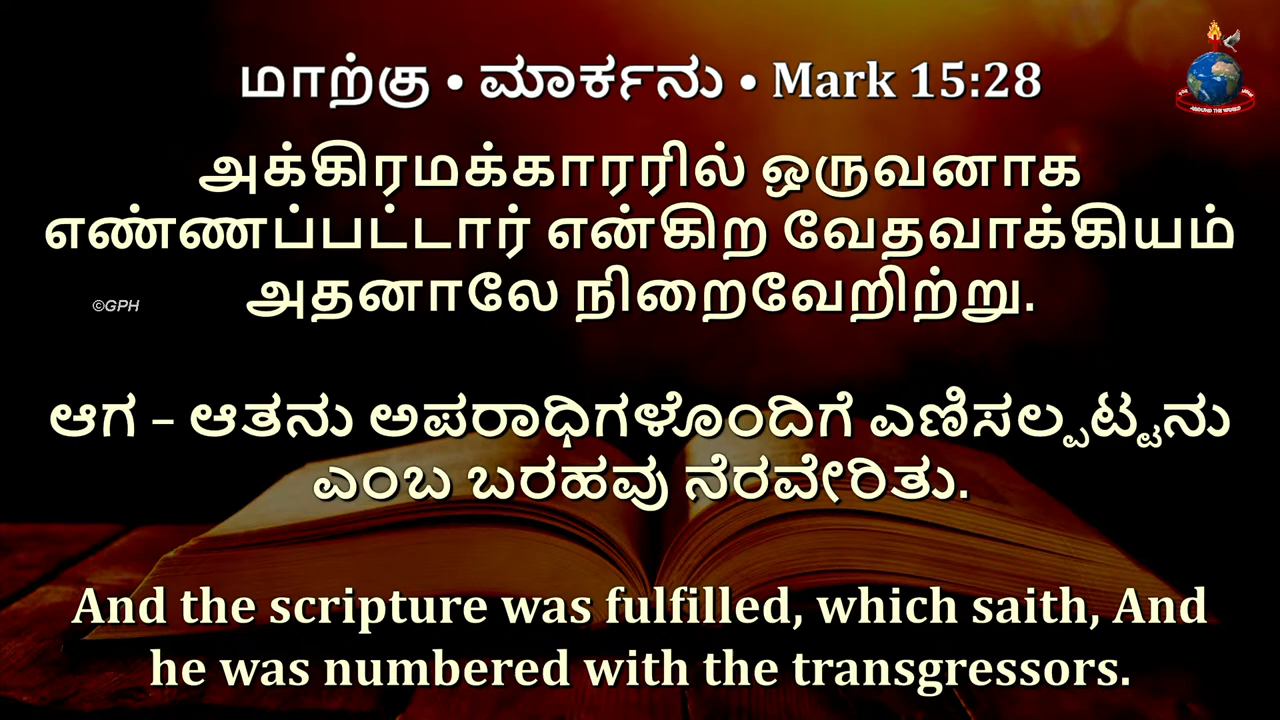 மாற்கு • ಮಾರ್ಕನು • Mark 15:28
அக்கிரமக்காரரில் ஒருவனாக
எண்ணப்பட்டார் என்கிற வேதவாக்கியம்
அதனாலே நிறைவேறிற்று.
©GPH
ಆಗ – ಆತನು ಅಪರಾಧಿಗಳೊಂದಿಗೆ ಎಣಿಸಲ್ಪಟ್ಟನು
ಎಂಬ ಬರಹವು ನೆರವೇರಿತು.
And the scripture was fulfilled, which saith, And
he was numbered with the transgressors.